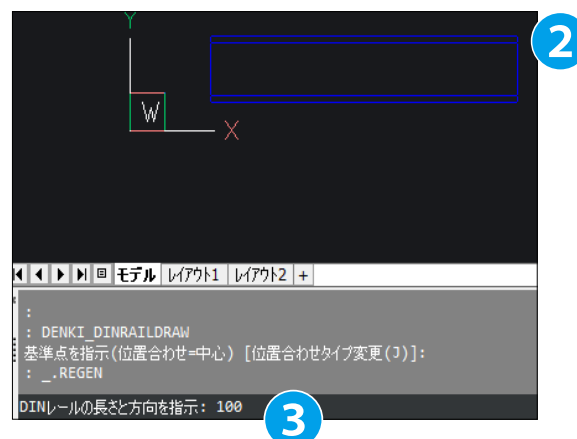 Y
2
W
X
モデル レイアウト1 レイアウト2 +
:
: DENKI_DINRAILDRAW
基準点を指示(位置合わせ=中心) [位置合わせタイプ変更(J)]:
: _.REGEN
DINレールの長さと方向を指示: 100
3